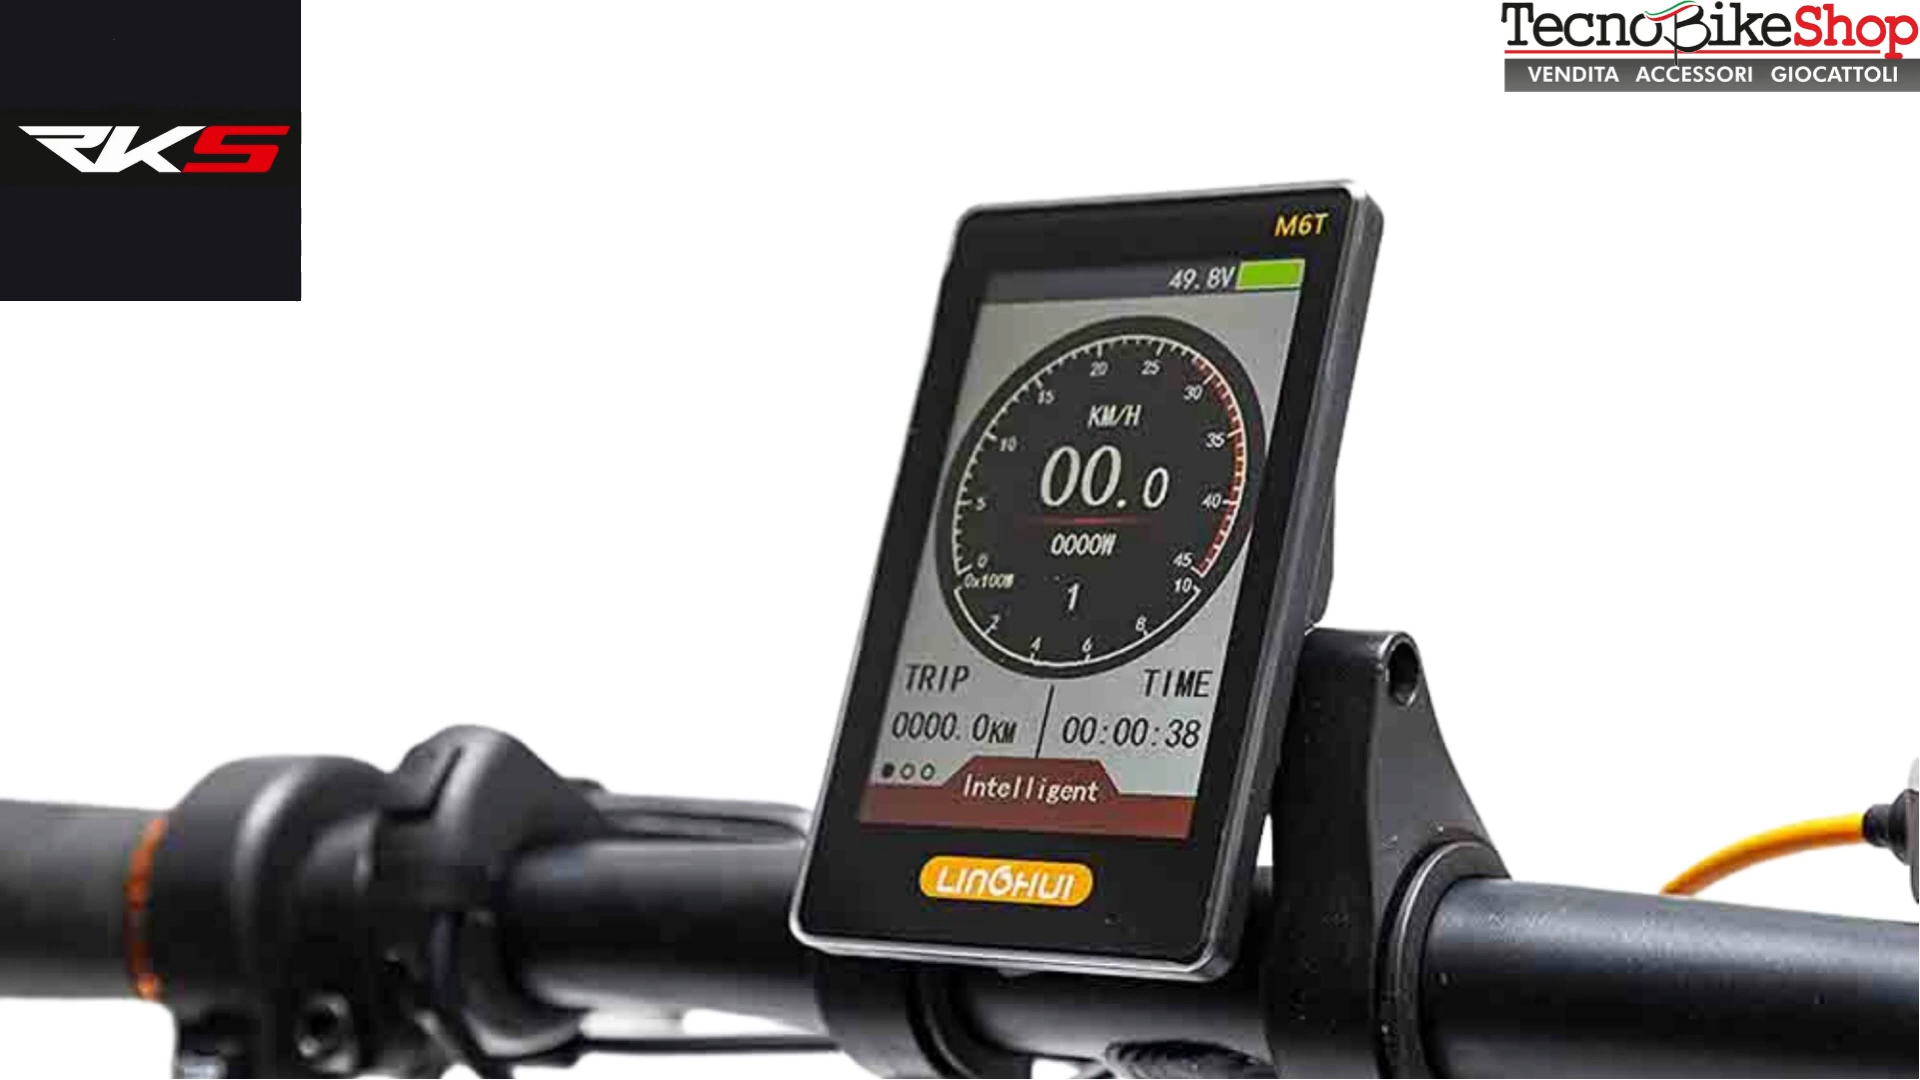 RKS
TecnoBikeShop
VENDITA ACCESSORI GIOCATTOLI
M6T
49.8V
0 5 10 15 20 25 30 35 40 45
KM/H
00.0
0000W
1
0x100W 2 4 6 8 10
TRIP
TIME
0000.0KM
00:00:38
Intelligent
LINGHUI